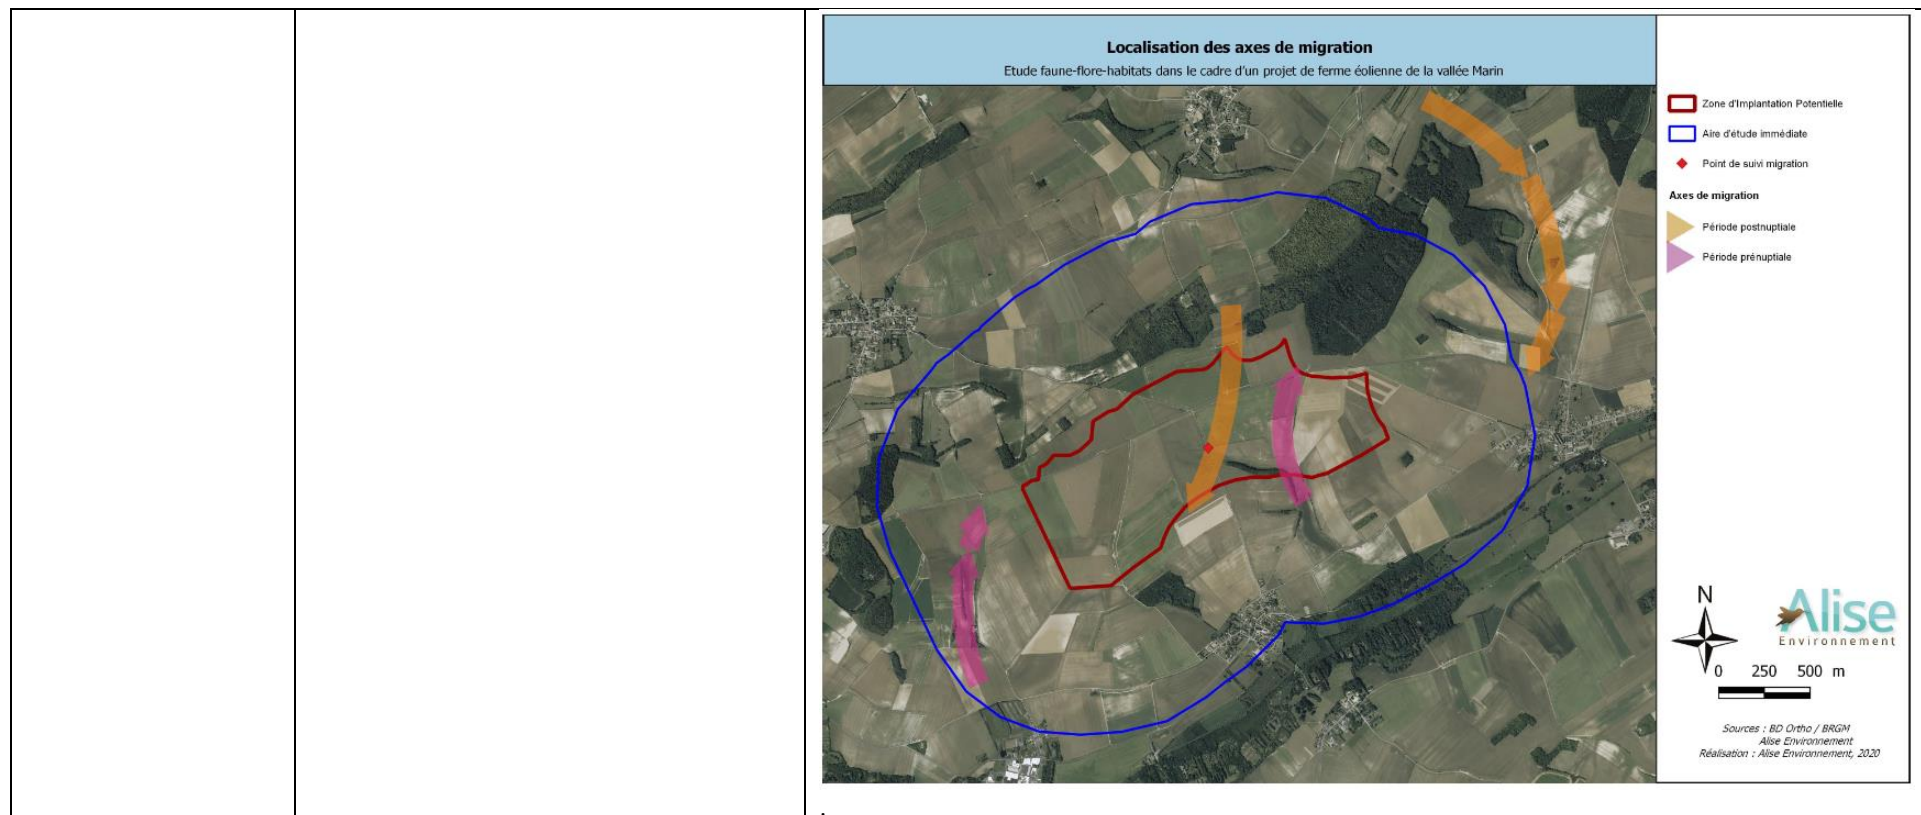 Localisation des axes de migration
Etude faune-flore-habitats dans le cadre d'un projet de ferme éolienne de la vallée Marin
Zone d'Implantation Potentielle
Aire d'étude immédiate
Point de suivi migration
Axes de migration
Période postnuptiale
Période prénuptiale
N
Alise
Environnement
0 250 500 m
Sources : BD Ortho / BRGM
Alise Environnement
Réalisation : Alise Environnement, 2020
.